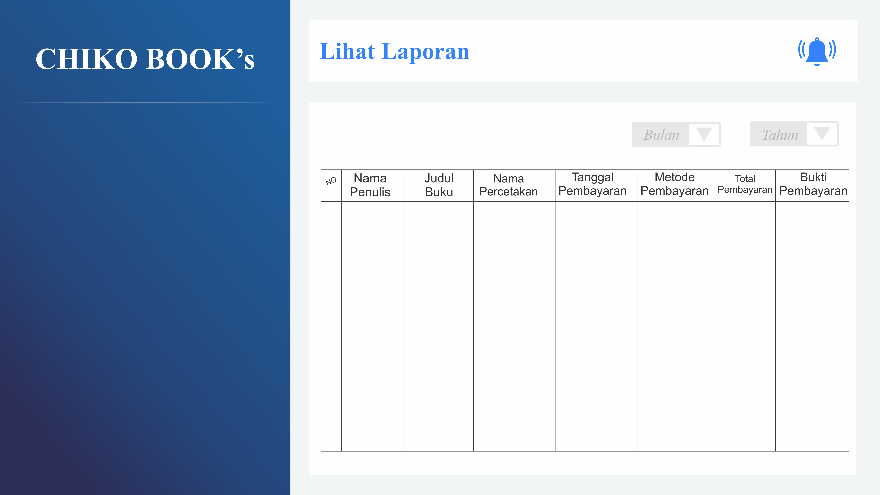 CHIKO BOOK’s
Lihat Laporan
Bulan
Tahun
NO
Nama Penulis
Judul Buku
Nama Percetakan
Tanggal Pembayaran
Metode Pembayaran
Total Pembayaran
Bukti Pembayaran